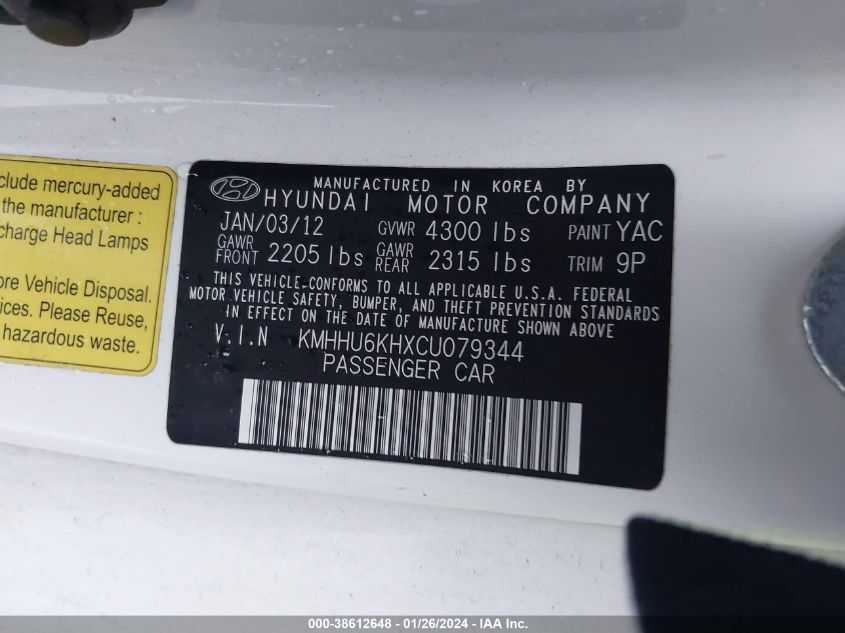 clude mercury-added
the manufacturer :
charge Head Lamps
ore Vehicle Disposal.
ices. Please Reuse,
hazardous waste.
MANUFACTURED IN KOREA BY
HYUNDAI MOTOR COMPANY
JAN/03/12 GVWR 4300 lbs PAINT YAC
GAWR FRONT 2205 lbs GAWR REAR 2315 lbs TRIM 9P
THIS VEHICLE CONFORMS TO ALL APPLICABLE U.S.A. FEDERAL
MOTOR VEHICLE SAFETY, BUMPER, AND THEFT PREVENTION STANDARDS
IN EFFECT ON THE DATE OF MANUFACTURE SHOWN ABOVE
V.I.N KMHHU6KHXCU079344
PASSENGER CAR
000-38612648 - 01/26/2024 - © IAA, Inc.